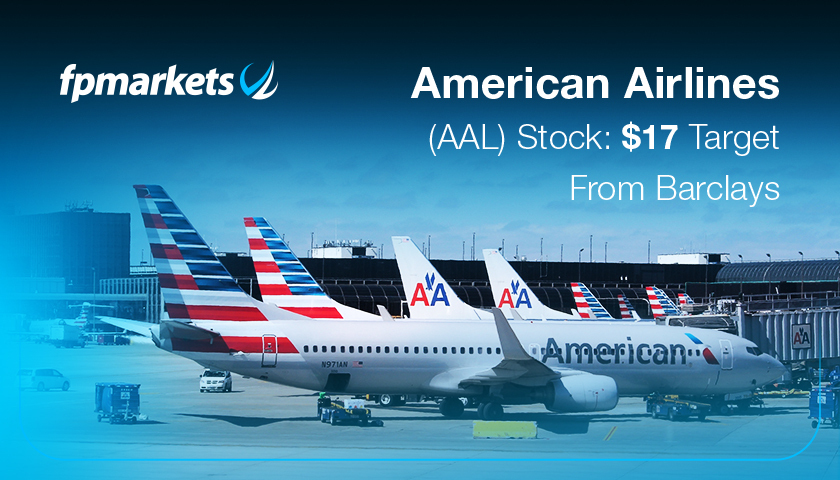 fpmarkets
American Airlines
(AAL) Stock: $17 Target
From Barclays
AA
AA
American
N971AN
AA